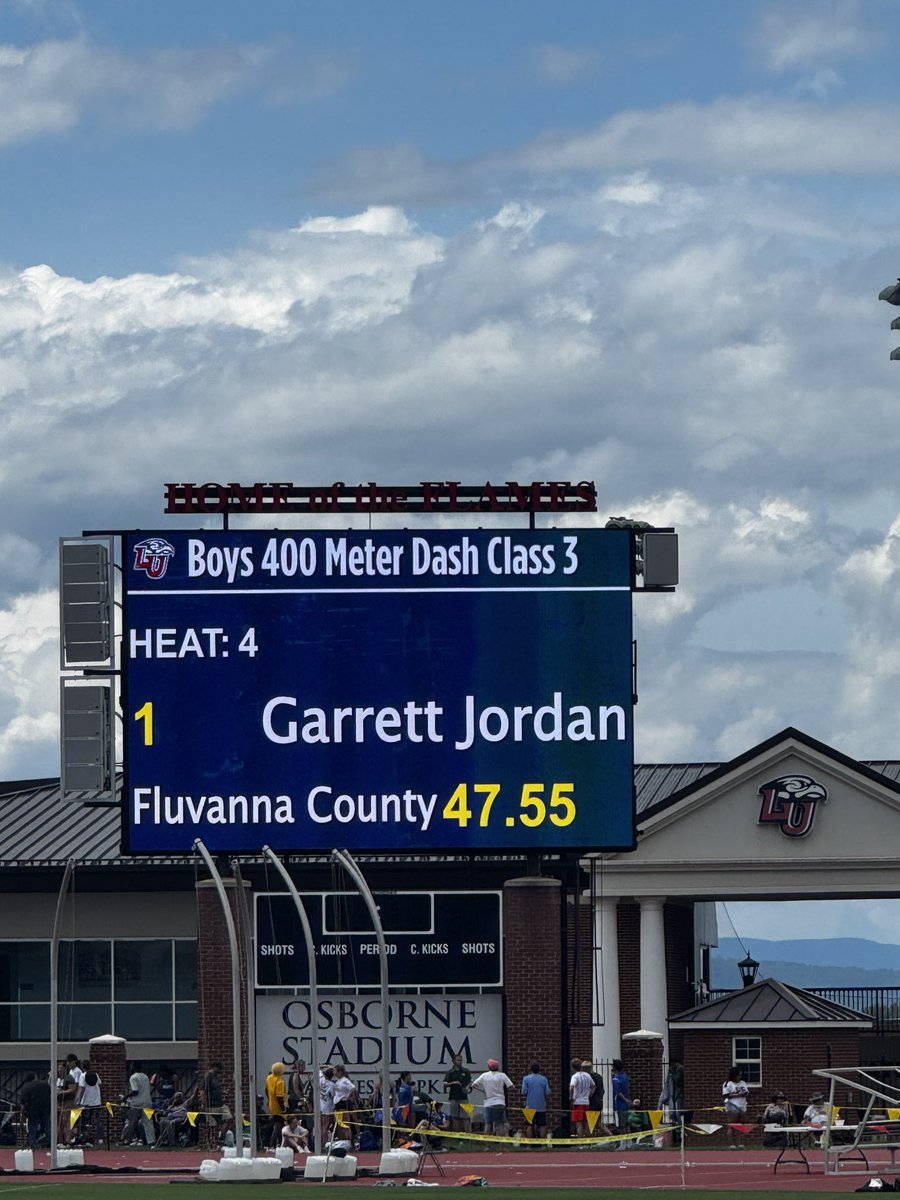 HOME of the FLAMES
LU Boys 400 Meter Dash Class 3
HEAT: 4
1 Garrett Jordan
Fluvanna County 47.55
LU
SHOTS C. KICKS PERIOD C. KICKS SHOTS
OSBORNE
STADIUM